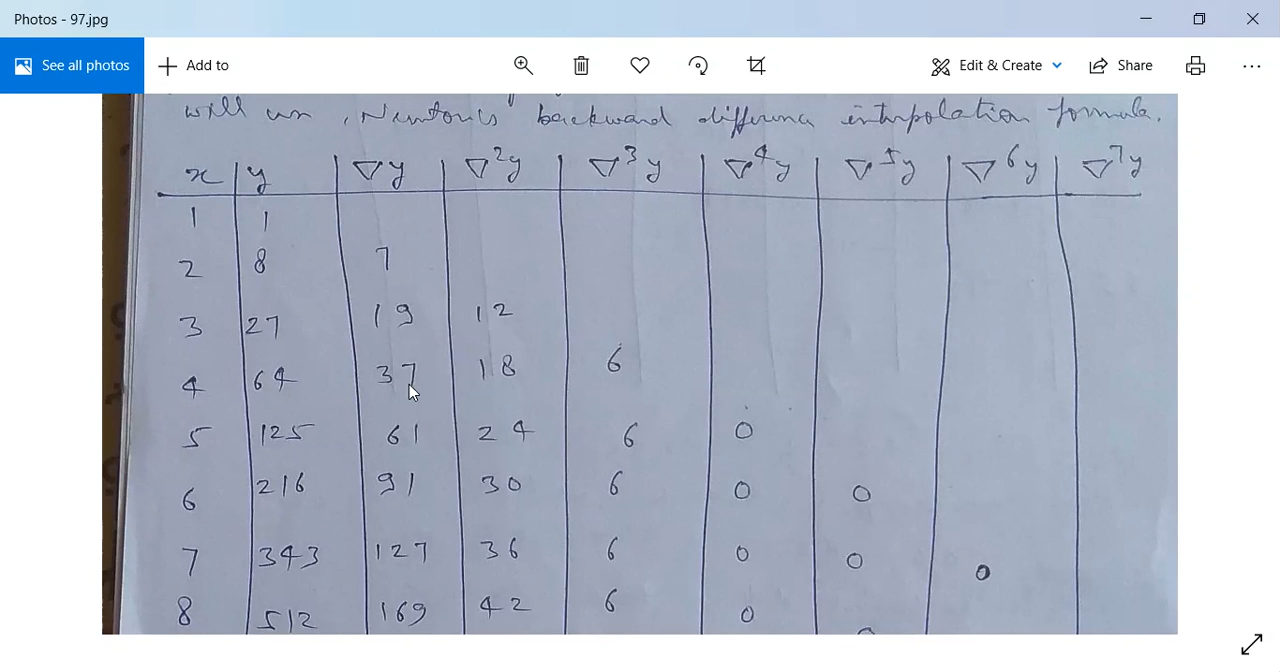 Photos - 97.jpg
See all photos
Add to
Edit & Create
Share
will un Newton's backward difference interpolation formula.
x y ∇y ∇²y ∇³y ∇⁴y ∇⁵y ∇⁶y ∇⁷y
1 1
2 8 7
3 27 19 12
4 64 37 18 6
5 125 61 24 6 0
6 216 91 30 6 0 0
7 343 127 36 6 0 0 0
8 512 169 42 6 0